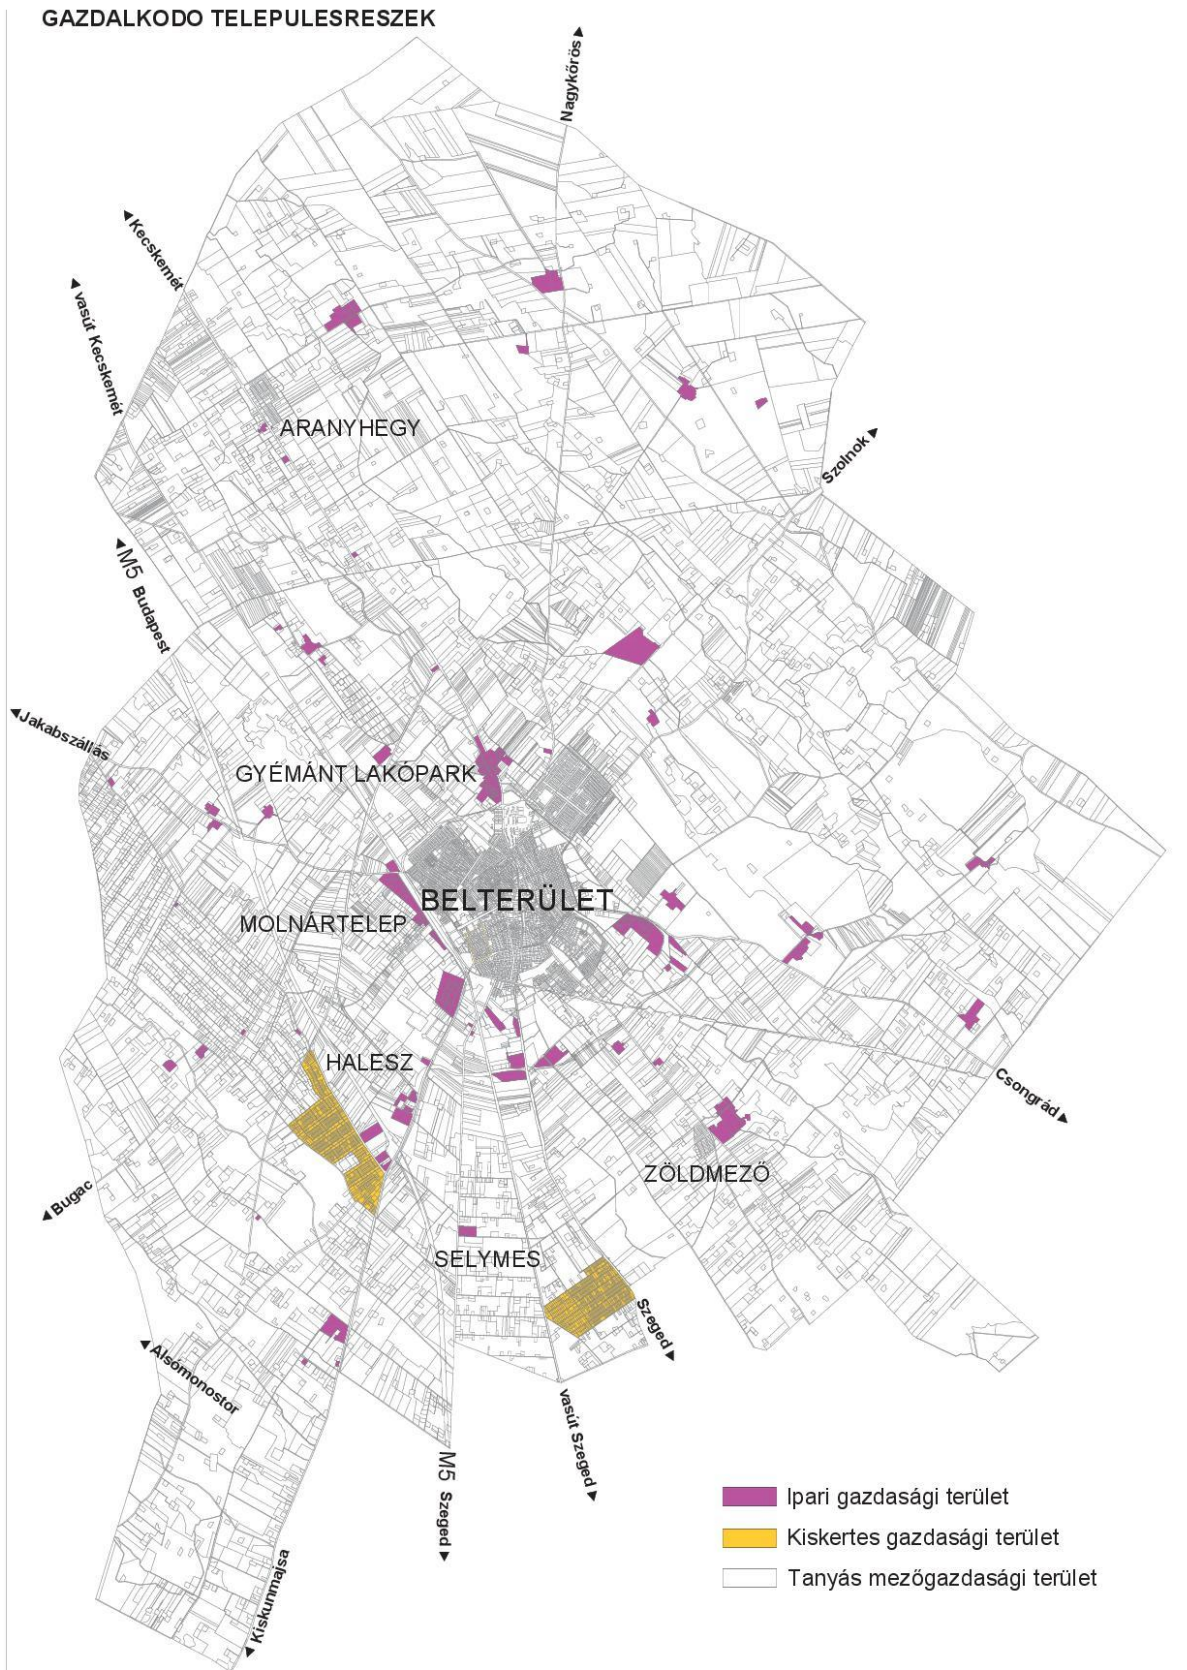 GAZDALKODO TELEPULESRESZEK
Nagykőrös
Kecskemét
vasút Kecskemét
ARANYHEGY
Szolnok
M5 Budapest
Jakabszállás
GYÉMÁNT LAKÓPARK
BELTERÜLET
MOLNÁRTELEP
HALESZ
Csongrád
ZÖLDMEZŐ
Bugac
SELYMES
Szeged
Alsómonostor
vasút Szeged
M5 Szeged
Kiskunmajsa
Ipari gazdasági terület
Kiskertes gazdasági terület
Tanyás mezőgazdasági terület